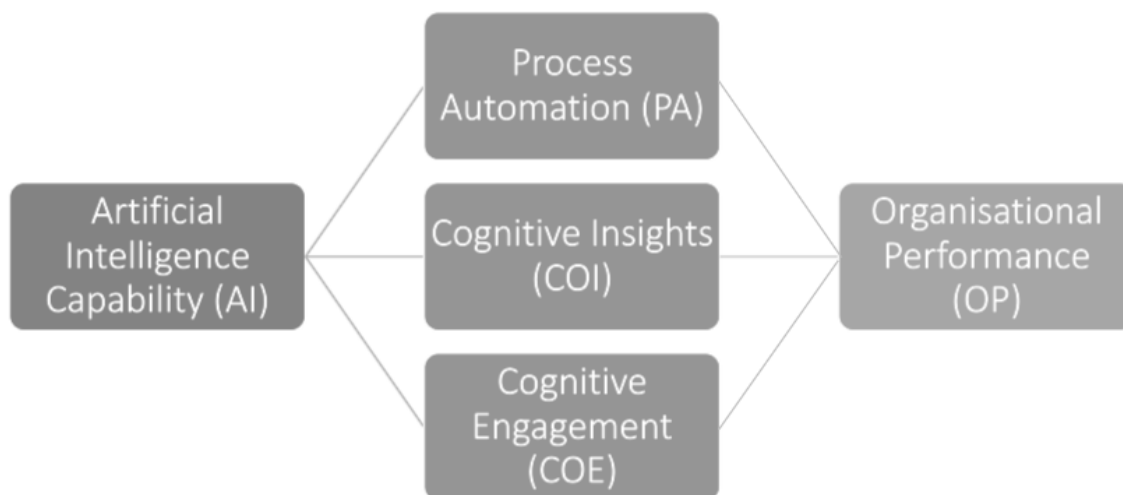 Process
Automation (PA)
Artificial
Intelligence
Capability (AI)
Cognitive Insights
(COI)
Organisational
Performance
(OP)
Cognitive
Engagement
(COE)